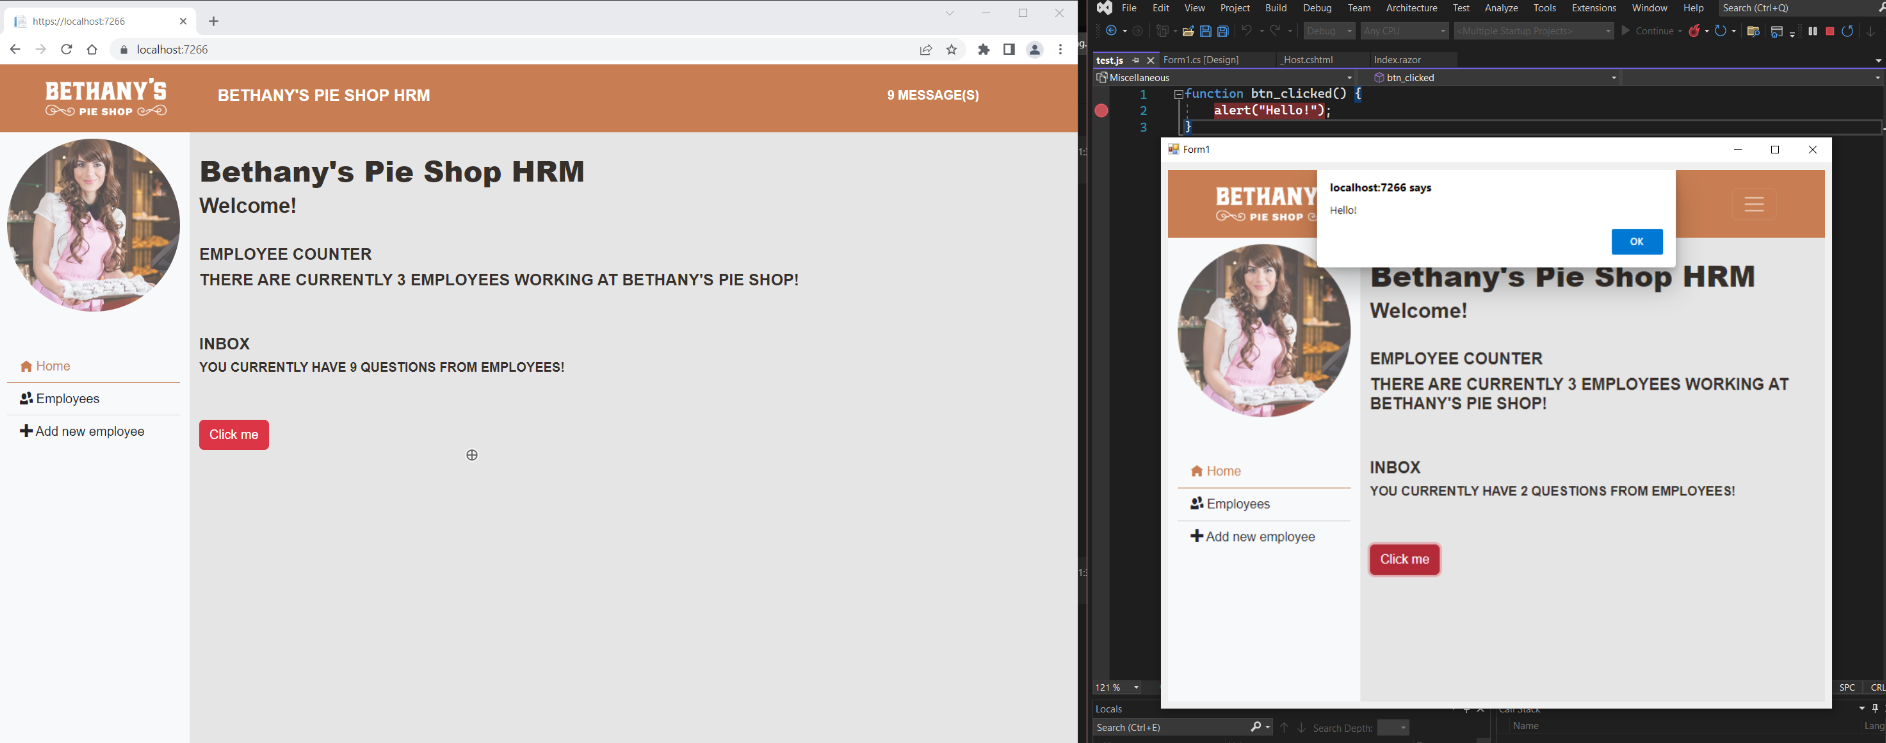 https://localhost:7266
localhost:7266
BETHANY'S
PIE SHOP
BETHANY'S PIE SHOP HRM
9 MESSAGE(S)
Bethany's Pie Shop HRM
Welcome!
EMPLOYEE COUNTER
THERE ARE CURRENTLY 3 EMPLOYEES WORKING AT BETHANY'S PIE SHOP!
INBOX
YOU CURRENTLY HAVE 9 QUESTIONS FROM EMPLOYEES!
Home
Employees
Add new employee
Click me
File Edit View Project Build Debug Team Architecture Test Analyze Tools Extensions Window Help Search (Ctrl+Q)
Debug Any CPU <Multiple Startup Projects> Continue
test.js Form1.cs [Design] _Host.cshtml Index.razor
Miscellaneous btn_clicked
1 function btn_clicked() {
2 alert("Hello!");
3 }
Form1
BETHANY'
PIE SHOP
localhost:7266 says
Hello!
OK
Bethany's Pie Shop HRM
Welcome!
EMPLOYEE COUNTER
THERE ARE CURRENTLY 3 EMPLOYEES WORKING AT
BETHANY'S PIE SHOP!
INBOX
YOU CURRENTLY HAVE 2 QUESTIONS FROM EMPLOYEES!
Home
Employees
Add new employee
Click me
121 % SPC CRL
Locals Call Stack
Search (Ctrl+E) Search Depth: Name Lang